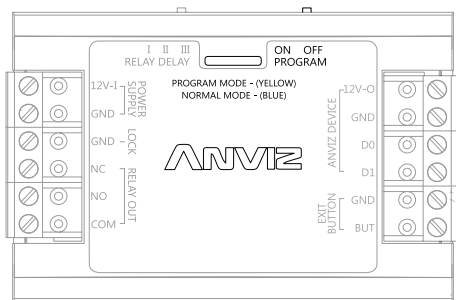 I II III
RELAY DELAY
ON OFF
PROGRAM
PROGRAM MODE - (YELLOW)
NORMAL MODE - (BLUE)
12V-I
GND
POWER
SUPPLY
GND
LOCK
NC
NO
COM
RELAY OUT
ANVIZ
12V-O
GND
D0
D1
ANVIZ DEVICE
GND
BUT
EXIT
BUTTON